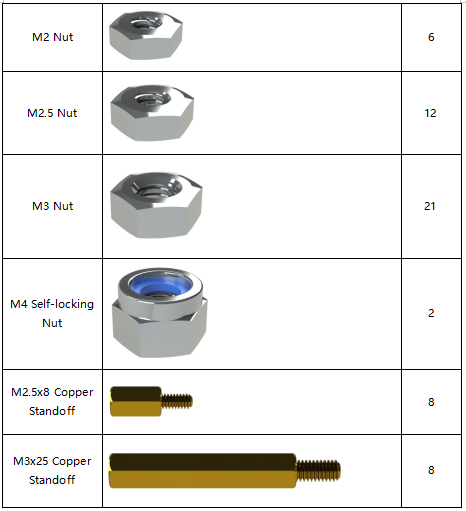 M2 Nut
6
M2.5 Nut
12
M3 Nut
21
M4 Self-locking
Nut
2
M2.5x8 Copper
Standoff
8
M3x25 Copper
Standoff
8